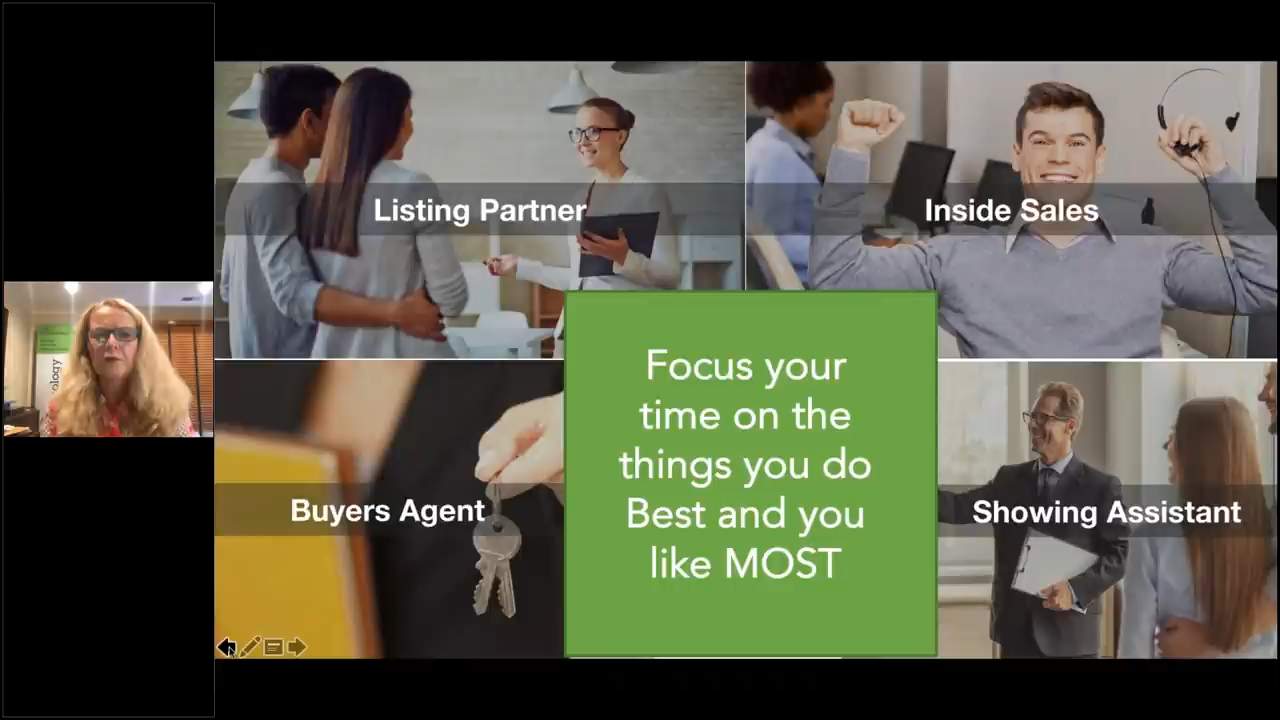 Listing Partner
Inside Sales
Focus your
time on the
things you do
Best and you
like MOST
Buyers Agent
Showing Assistant
ology